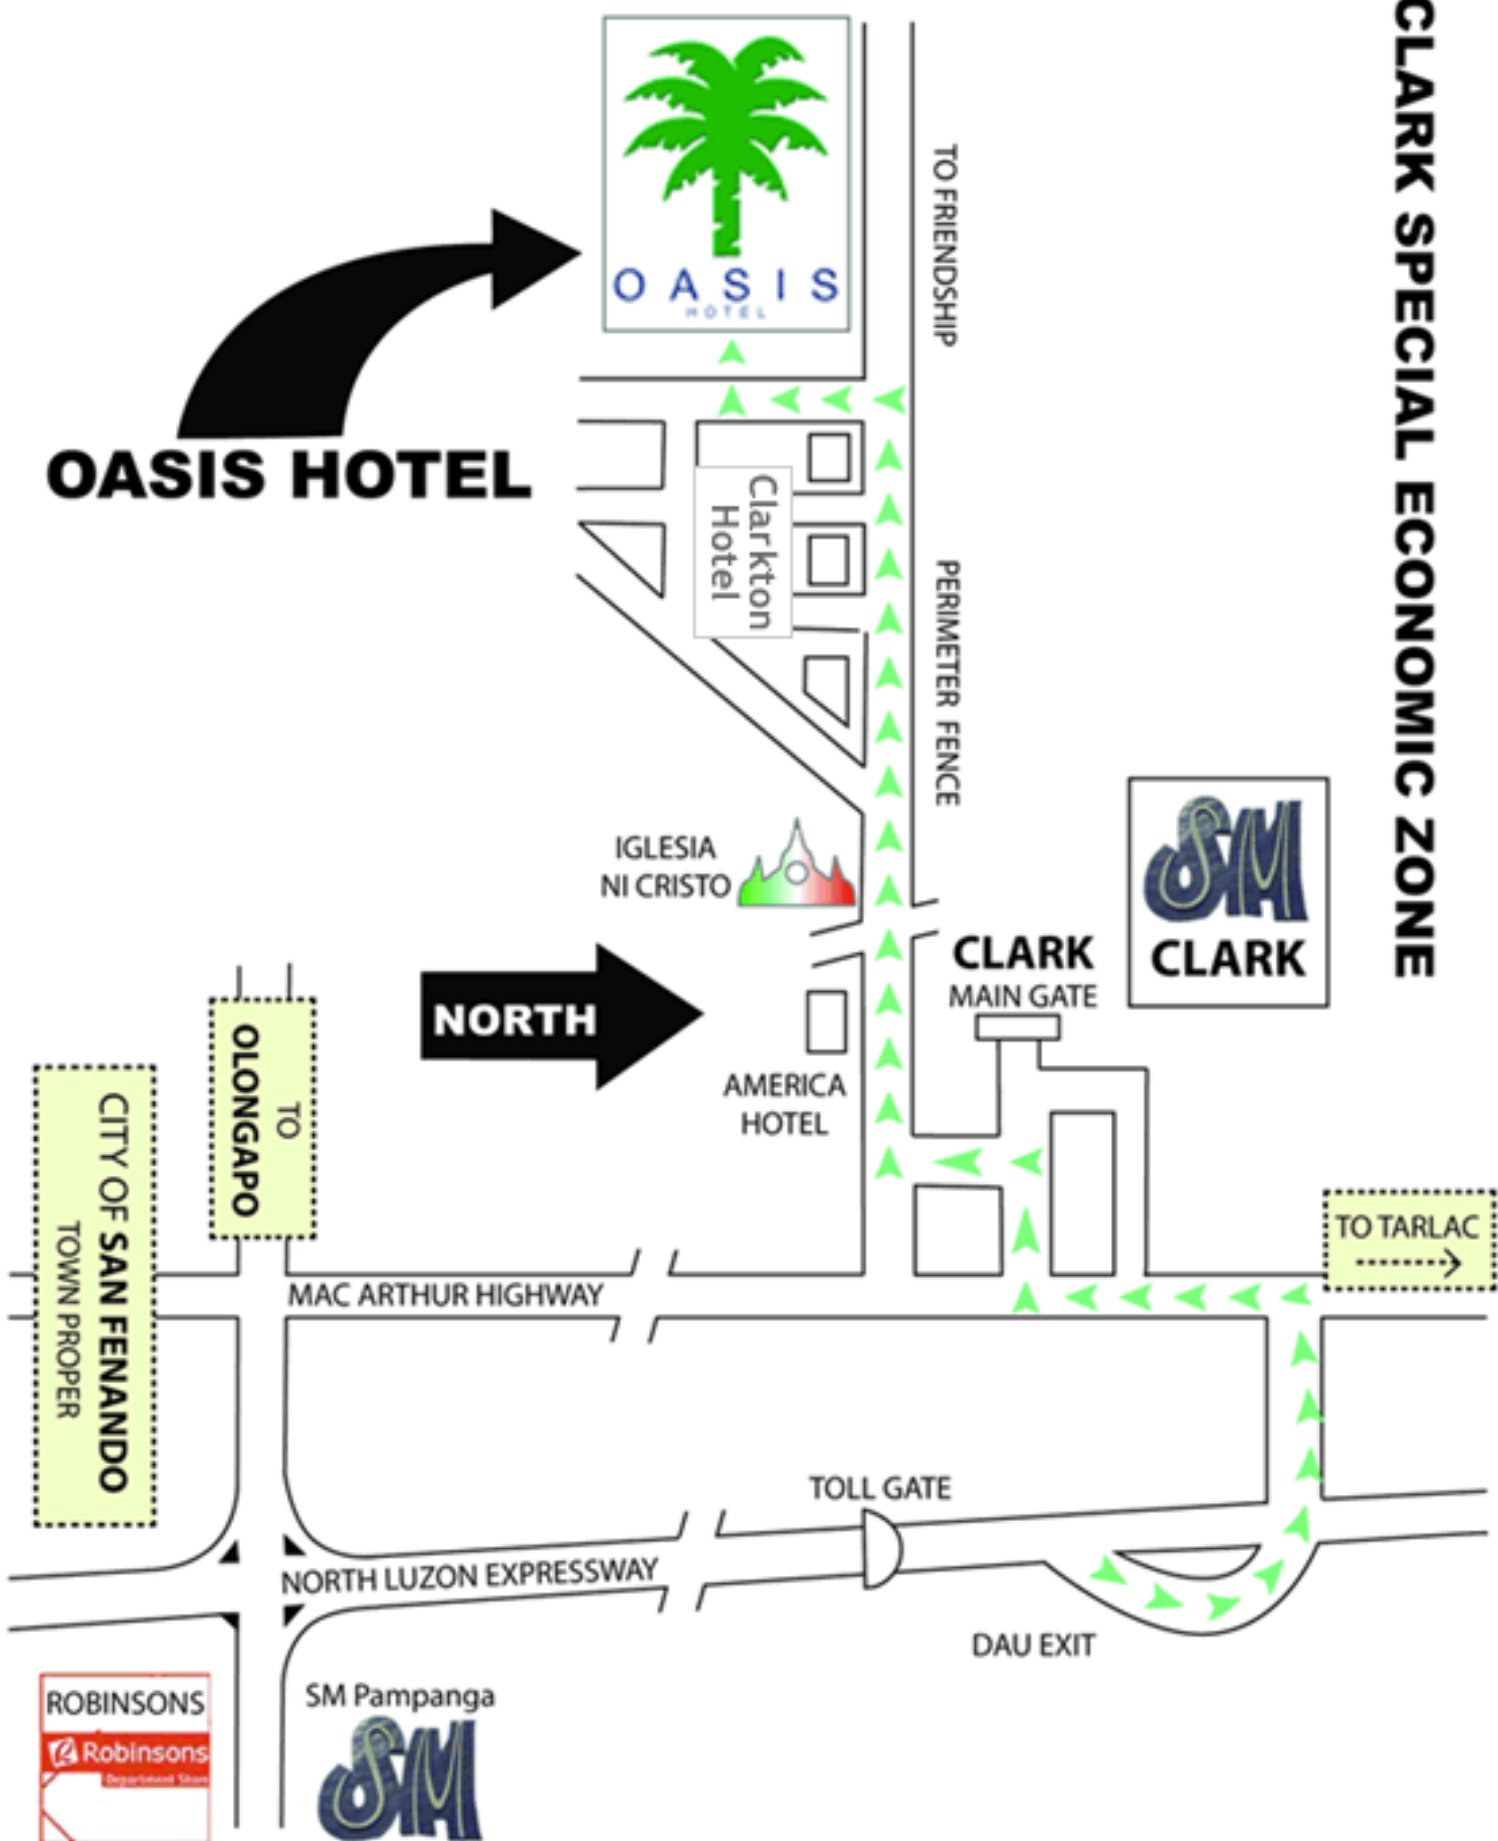 CLARK SPECIAL ECONOMIC ZONE
OASIS
HOTEL
TO FRIENDSHIP
OASIS HOTEL
Clarkton
Hotel
PERIMETER FENCE
IGLESIA
NI CRISTO
SM
CLARK
CLARK
MAIN GATE
NORTH
AMERICA
HOTEL
TO
OLONGAPO
CITY OF SAN FENANDO
TOWN PROPER
TO TARLAC
MAC ARTHUR HIGHWAY
TOLL GATE
NORTH LUZON EXPRESSWAY
DAU EXIT
ROBINSONS
Robinsons
Department Store
SM Pampanga
SM